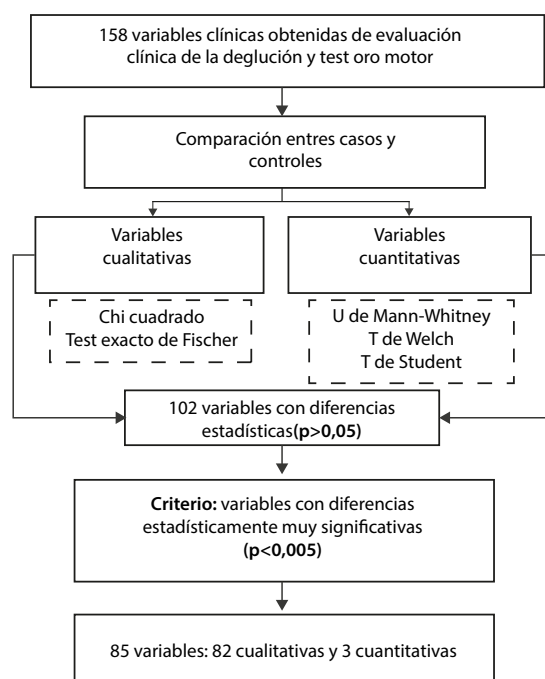 158 variables clínicas obtenidas de evaluación
clínica de la deglución y test oro motor
Comparación entres casos y
controles
Variables
cualitativas
Variables
cuantitativas
Chi cuadrado
Test exacto de Fischer
U de Mann-Whitney
T de Welch
T de Student
102 variables con diferencias
estadísticas(p>0,05)
Criterio: variables con diferencias
estadísticamente muy significativas
(p<0,005)
85 variables: 82 cualitativas y 3 cuantitativas